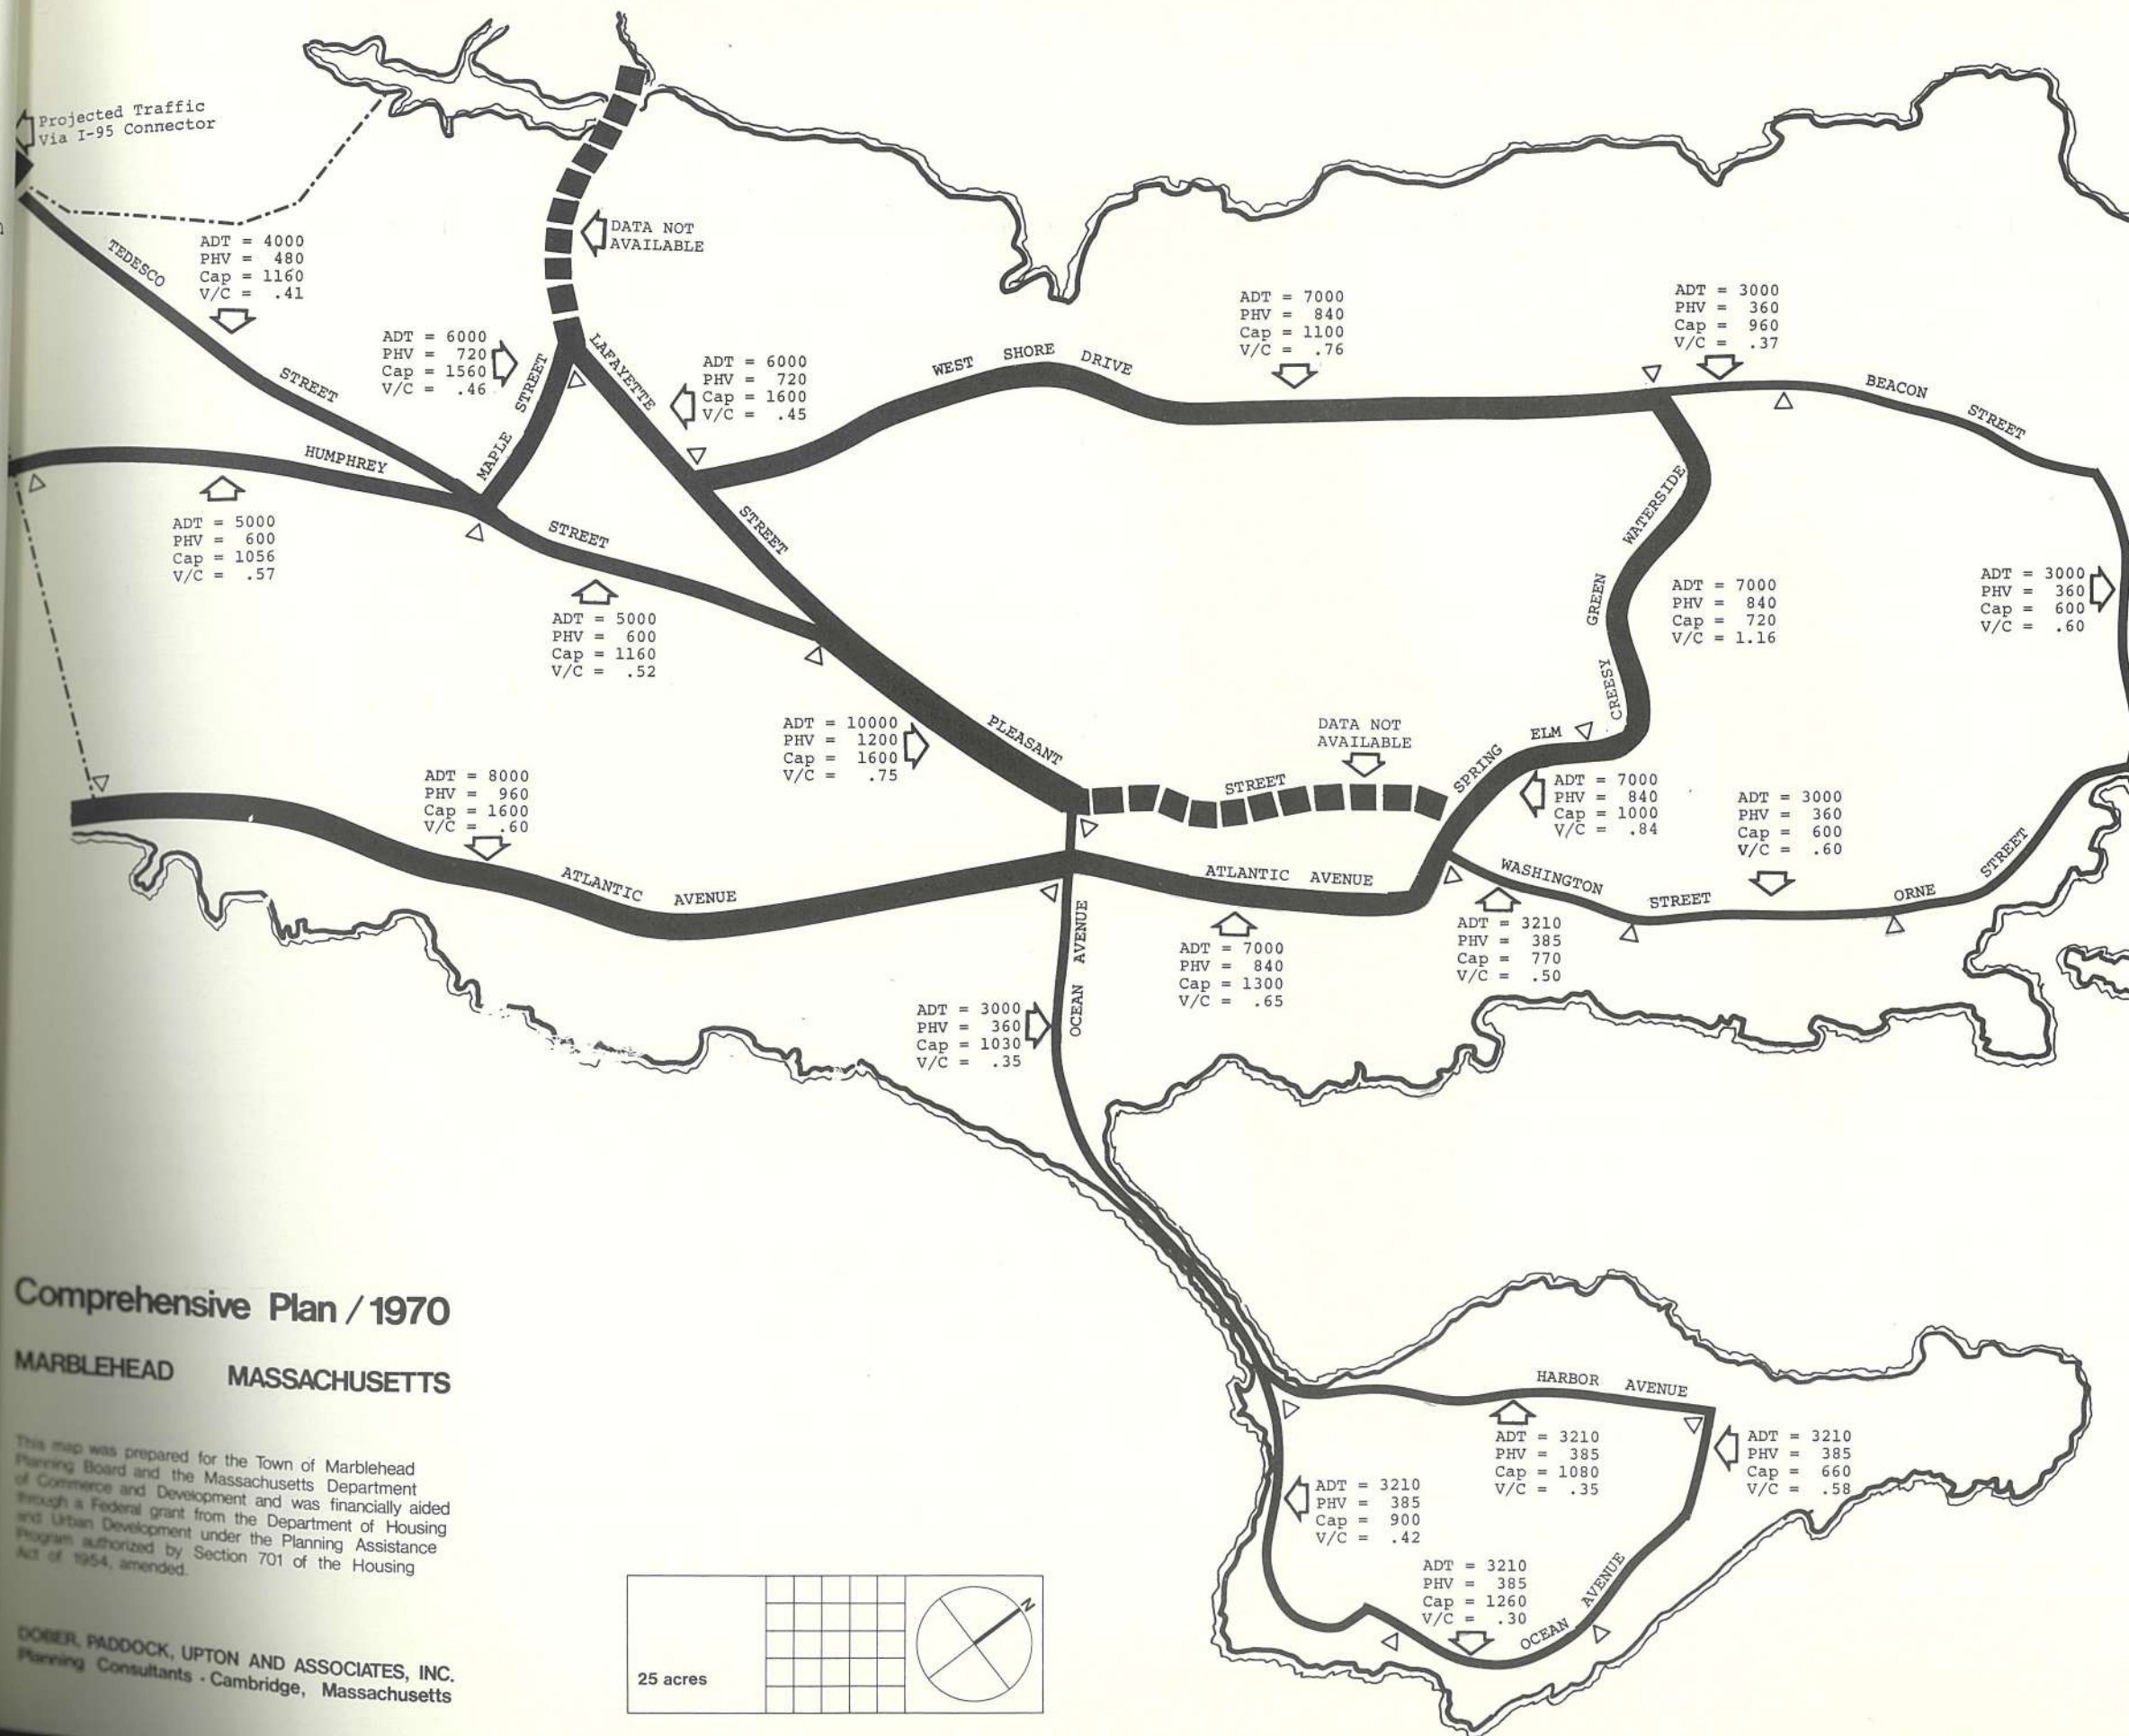 Projected Traffic
Via I-95 Connector
TEDESCO
STREET
ADT = 4000
PHV = 480
Cap = 1160
V/C = .41
DATA NOT
AVAILABLE
ADT = 6000
PHV = 720
Cap = 1560
V/C = .46
MAPLE STREET
LAFAYETTE
STREET
ADT = 6000
PHV = 720
Cap = 1600
V/C = .45
WEST SHORE DRIVE
ADT = 7000
PHV = 840
Cap = 1100
V/C = .76
ADT = 3000
PHV = 360
Cap = 960
V/C = .37
BEACON
STREET
HUMPHREY
STREET
ADT = 5000
PHV = 600
Cap = 1056
V/C = .57
ADT = 5000
PHV = 600
Cap = 1160
V/C = .52
WATERSIDE
GREEN
CREESY
ELM
SPRING
ADT = 7000
PHV = 840
Cap = 720
V/C = 1.16
ADT = 3000
PHV = 360
Cap = 600
V/C = .60
ADT = 10000
PHV = 1200
Cap = 1600
V/C = .75
PLEASANT
STREET
DATA NOT
AVAILABLE
ADT = 7000
PHV = 840
Cap = 1000
V/C = .84
ADT = 3000
PHV = 360
Cap = 600
V/C = .60
ADT = 8000
PHV = 960
Cap = 1600
V/C = .60
ATLANTIC AVENUE
ATLANTIC AVENUE
WASHINGTON
STREET
ORNE
STREET
ADT = 7000
PHV = 840
Cap = 1300
V/C = .65
ADT = 3210
PHV = 385
Cap = 770
V/C = .50
OCEAN AVENUE
ADT = 3000
PHV = 360
Cap = 1030
V/C = .35
HARBOR AVENUE
ADT = 3210
PHV = 385
Cap = 1080
V/C = .35
ADT = 3210
PHV = 385
Cap = 660
V/C = .58
ADT = 3210
PHV = 385
Cap = 900
V/C = .42
ADT = 3210
PHV = 385
Cap = 1260
V/C = .30
OCEAN AVENUE
Comprehensive Plan / 1970
MARBLEHEAD MASSACHUSETTS
This map was prepared for the Town of Marblehead
Planning Board and the Massachusetts Department
of Commerce and Development and was financially aided
through a Federal grant from the Department of Housing
and Urban Development under the Planning Assistance
Program authorized by Section 701 of the Housing
Act of 1954, amended.
DOBER, PADDOCK, UPTON AND ASSOCIATES, INC.
Planning Consultants - Cambridge, Massachusetts
25 acres
N